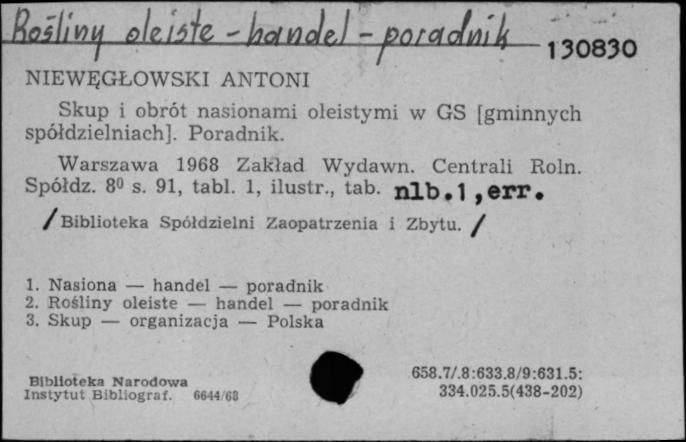 Rośliny oleiste – handel – poradnik
130830
NIEWĘGŁOWSKI ANTONI
Skup i obrót nasionami oleistymi w GS [gminnych
spółdzielniach]. Poradnik.
Warszawa 1968 Zakład Wydawn. Centrali Roln.
Spółdz. 8⁰ s. 91, tabl. 1, ilustr., tab. nlb.1,err.
/Biblioteka Spółdzielni Zaopatrzenia i Zbytu./
1. Nasiona — handel — poradnik
2. Rośliny oleiste — handel — poradnik
3. Skup — organizacja — Polska
Biblioteka Narodowa
Instytut Bibliograf. 6644/68
658.7/.8:633.8/9:631.5:
334.025.5(438-202)